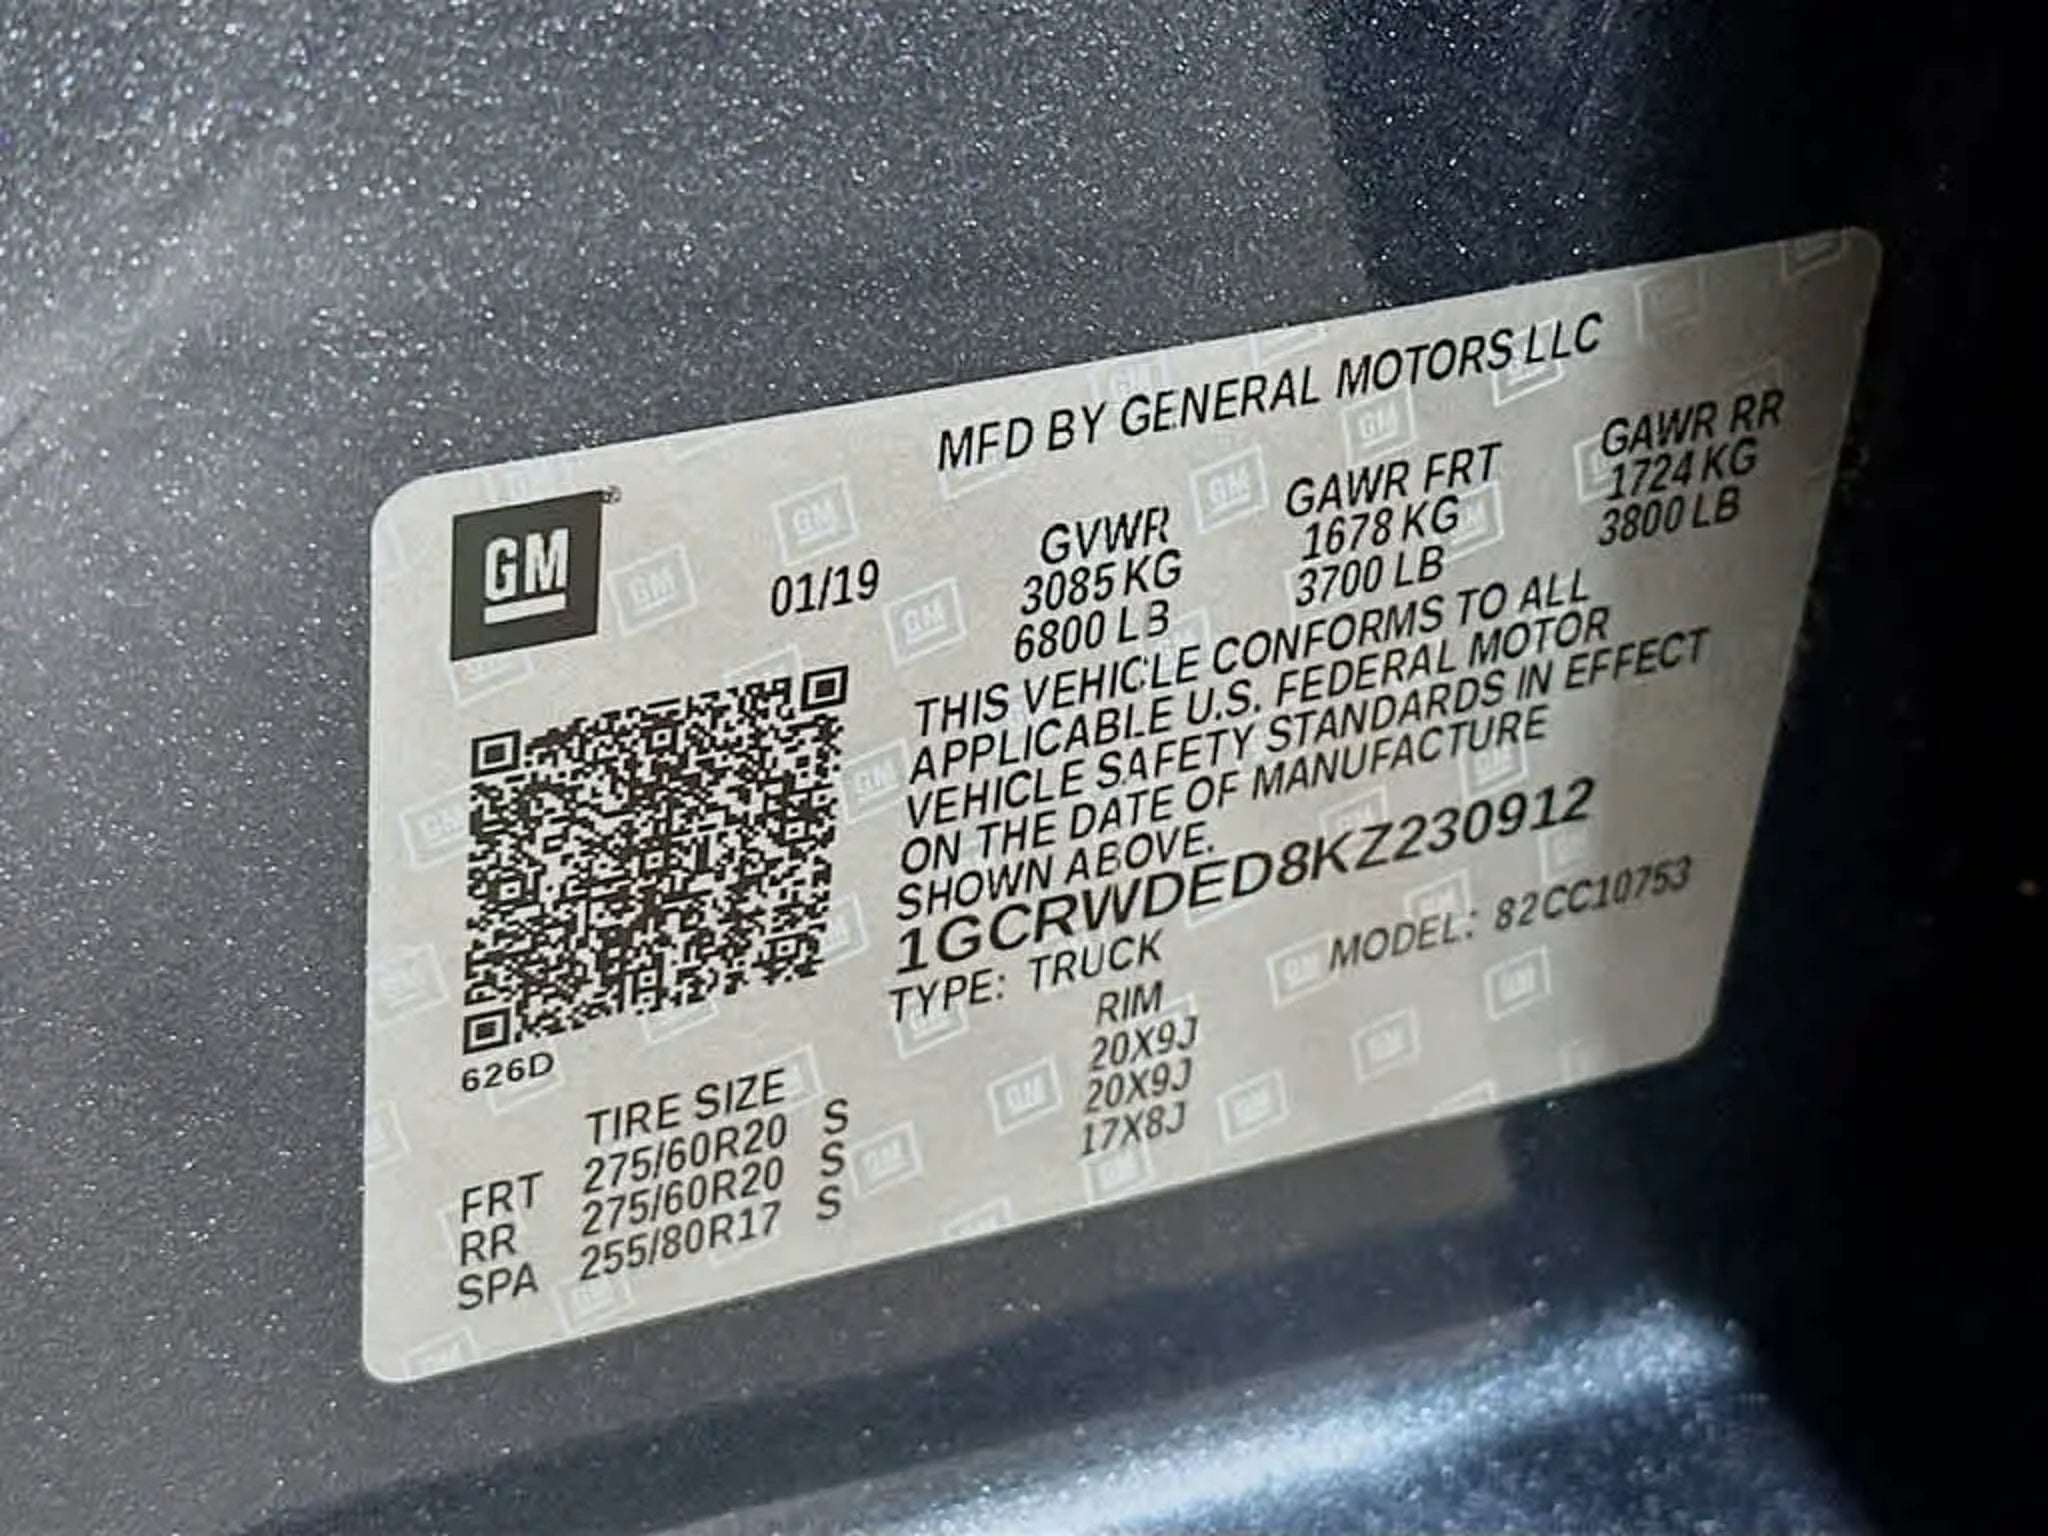 MFD BY GENERAL MOTORS LLC
GM
®
01/19
GVWR GAWR FRT GAWR RR
3085 KG 1678 KG 1724 KG
6800 LB 3700 LB 3800 LB
THIS VEHICLE CONFORMS TO ALL
APPLICABLE U.S. FEDERAL MOTOR
VEHICLE SAFETY STANDARDS IN EFFECT
ON THE DATE OF MANUFACTURE
SHOWN ABOVE.
1GCRWDED8KZ230912
TYPE: TRUCK MODEL: 82CC10753
626D
TIRE SIZE RIM
FRT 275/60R20 S 20X9J
RR 275/60R20 S 20X9J
SPA 255/80R17 S 17X8J